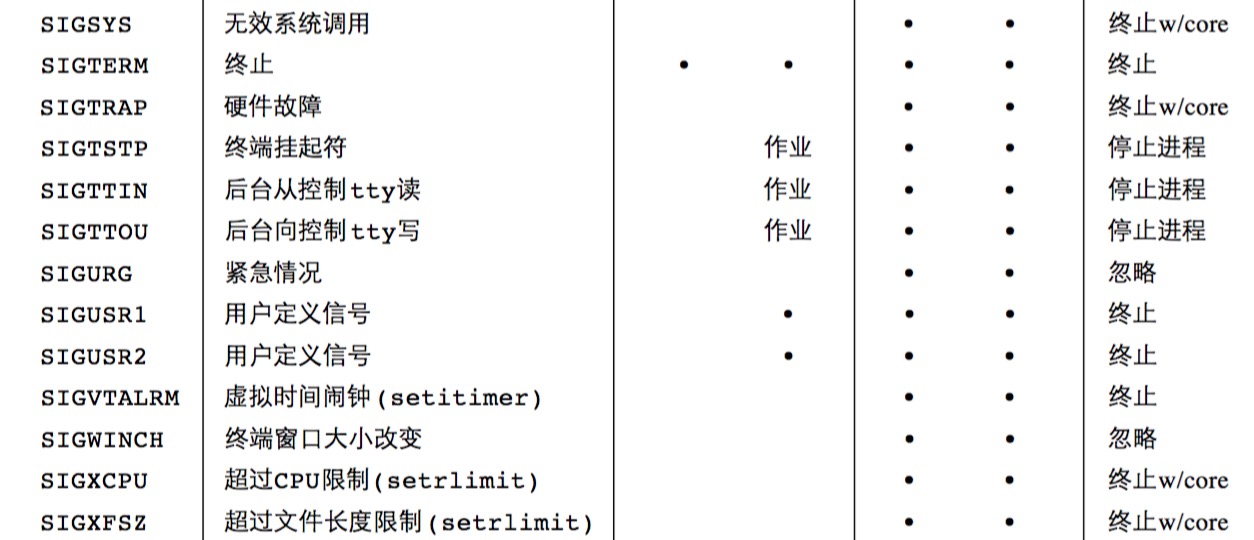 SIGSYS 无效系统调用 • • 终止w/core
SIGTERM 终止 • • • • 终止
SIGTRAP 硬件故障 • • 终止w/core
SIGTSTP 终端挂起符 作业 • • 停止进程
SIGTTIN 后台从控制tty读 作业 • • 停止进程
SIGTTOU 后台向控制tty写 作业 • • 停止进程
SIGURG 紧急情况 • • 忽略
SIGUSR1 用户定义信号 • • • 终止
SIGUSR2 用户定义信号 • • • 终止
SIGVTALRM 虚拟时间闹钟(setitimer) • • 终止
SIGWINCH 终端窗口大小改变 • • 忽略
SIGXCPU 超过CPU限制(setrlimit) • • 终止w/core
SIGXFSZ 超过文件长度限制(setrlimit) • • 终止w/core